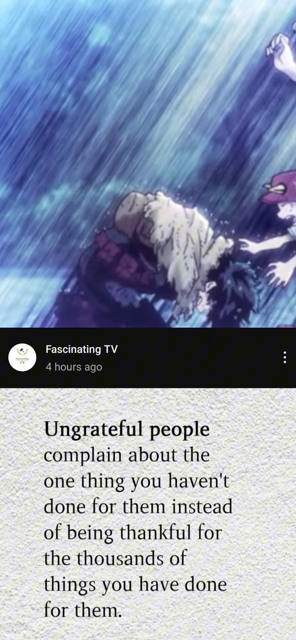 Fascinating TV
4 hours ago
Ungrateful people
complain about the
one thing you haven't
done for them instead
of being thankful for
the thousands of
things you have done
for them.